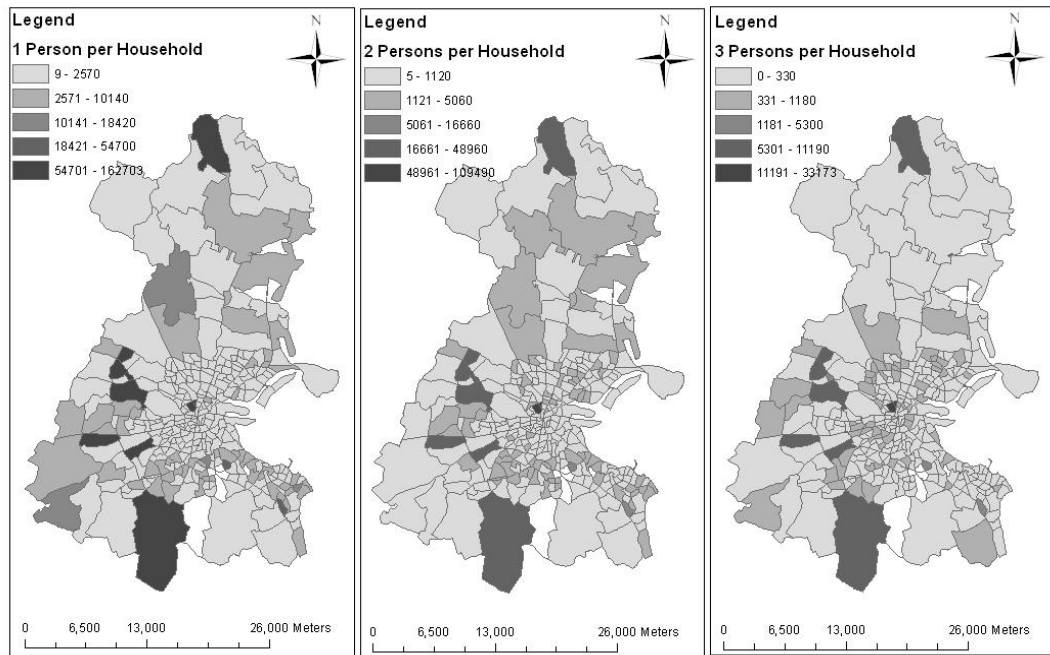 Legend
N
1 Person per Household
9 - 2570
2571 - 10140
10141 - 18420
18421 - 54700
54701 - 162703
0 6,500 13,000 26,000 Meters
Legend
N
2 Persons per Household
5 - 1120
1121 - 5060
5061 - 16660
16661 - 48960
48961 - 109490
0 6,500 13,000 26,000 Meters
Legend
N
3 Persons per Household
0 - 330
331 - 1180
1181 - 5300
5301 - 11190
11191 - 33173
0 6,500 13,000 26,000 Meters